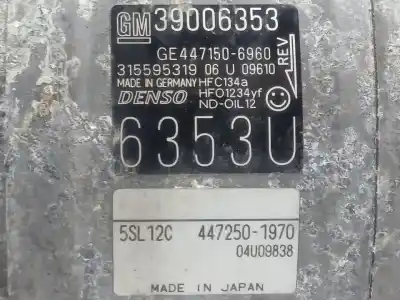 GM 39006353
GE447150-6960
315595319 06 U 09610
MADE IN GERMANY HFC134a
DENSO HFO1234yf
ND-OIL12
REV
6353U
5SL12C 447250-1970
04U09838
MADE IN JAPAN